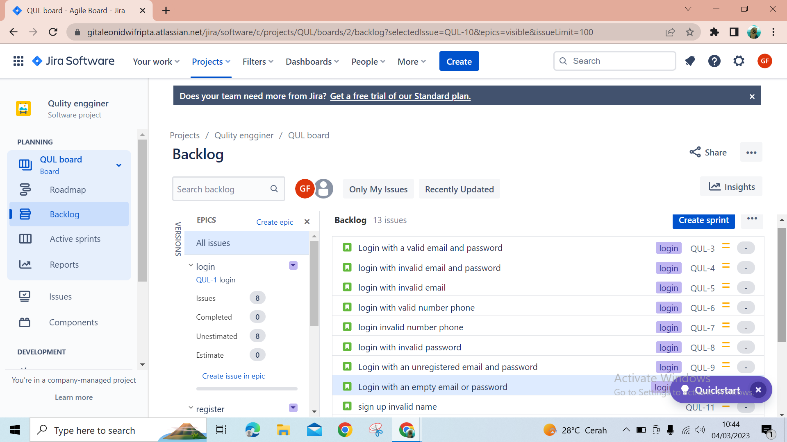 QUL board - Agile Board - Jira
gitaleonidwifripta.atlassian.net/jira/software/c/projects/QUL/boards/2/backlog?selectedIssue=QUL-10&epics=visible&issueLimit=100
Jira Software Your work Projects Filters Dashboards People More Create Search GF
Does your team need more from Jira? Get a free trial of our Standard plan.
Qulity engginer
Software project
PLANNING
QUL board
Board
Roadmap
Backlog
Active sprints
Reports
Issues
Components
DEVELOPMENT
You're in a company-managed project
Learn more
Projects / Qulity engginer / QUL board
Backlog
Share
Search backlog GF Only My Issues Recently Updated Insights
VERSIONS
EPICS Create epic
All issues
login
QUL-1 login
Issues 8
Completed 0
Unestimated 8
Estimate 0
Create issue in epic
register
Backlog 13 issues Create sprint
Login with a valid email and password login QUL-3 -
login with invalid email and password login QUL-4 -
login with invalid email login QUL-5 -
login with valid number phone login QUL-6 -
login invalid number phone login QUL-7 -
login with invalid password login QUL-8 -
Login with an unregistered email and password login QUL-9 -
Login with an empty email or password
sign up invalid name QUL-11 -
Activate Windows
Quickstart
Type here to search
28°C Cerah
10:44
04/03/2023
1